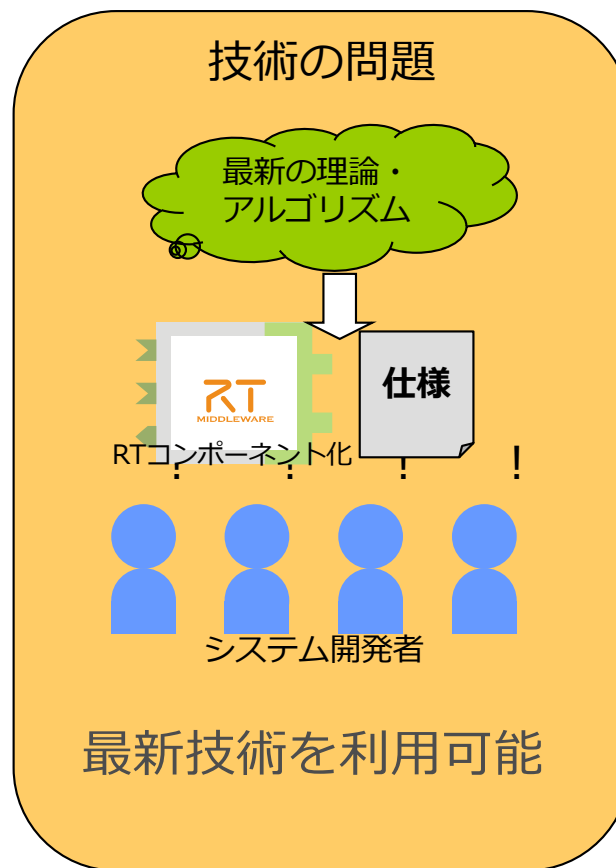 技術の問題
最新の理論・
アルゴリズム
RT
MIDDLEWARE
仕様
RTコンポーネント化
! ! ! !
システム開発者
最新技術を利用可能